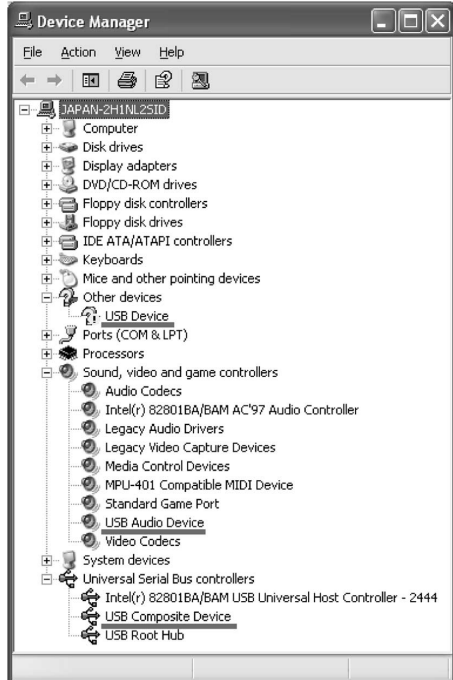 Device Manager
File Action View Help
JAPAN-2H1NL2SID
Computer
Disk drives
Display adapters
DVD/CD-ROM drives
Floppy disk controllers
Floppy disk drives
IDE ATA/ATAPI controllers
Keyboards
Mice and other pointing devices
Other devices
USB Device
Ports (COM & LPT)
Processors
Sound, video and game controllers
Audio Codecs
Intel(r) 82801BA/BAM AC'97 Audio Controller
Legacy Audio Drivers
Legacy Video Capture Devices
Media Control Devices
MPU-401 Compatible MIDI Device
Standard Game Port
USB Audio Device
Video Codecs
System devices
Universal Serial Bus controllers
Intel(r) 82801BA/BAM USB Universal Host Controller - 2444
USB Composite Device
USB Root Hub